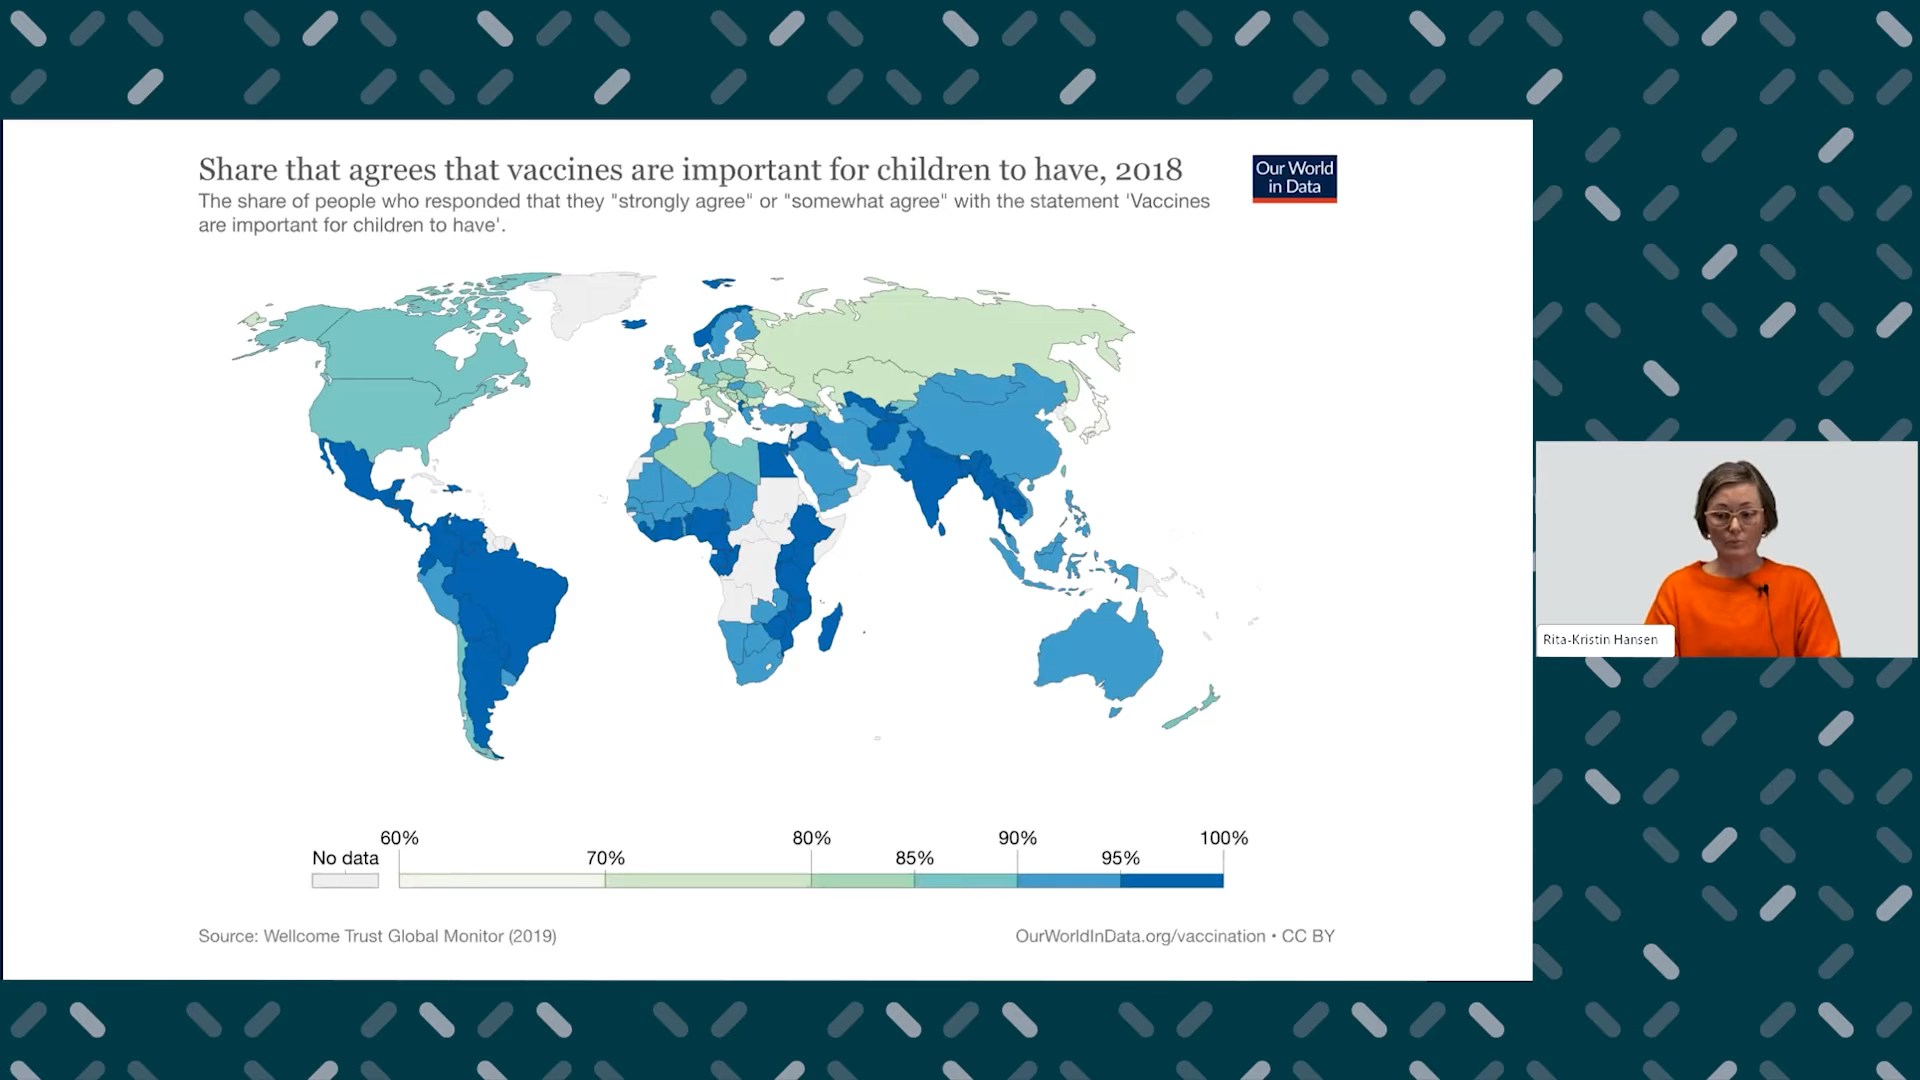 Share that agrees that vaccines are important for children to have, 2018
Our World
in Data
The share of people who responded that they "strongly agree" or "somewhat agree" with the statement 'Vaccines
are important for children to have'.
60% 80% 90% 100%
No data 70% 85% 95%
Source: Wellcome Trust Global Monitor (2019)
OurWorldInData.org/vaccination • CC BY
Rita-Kristin Hansen